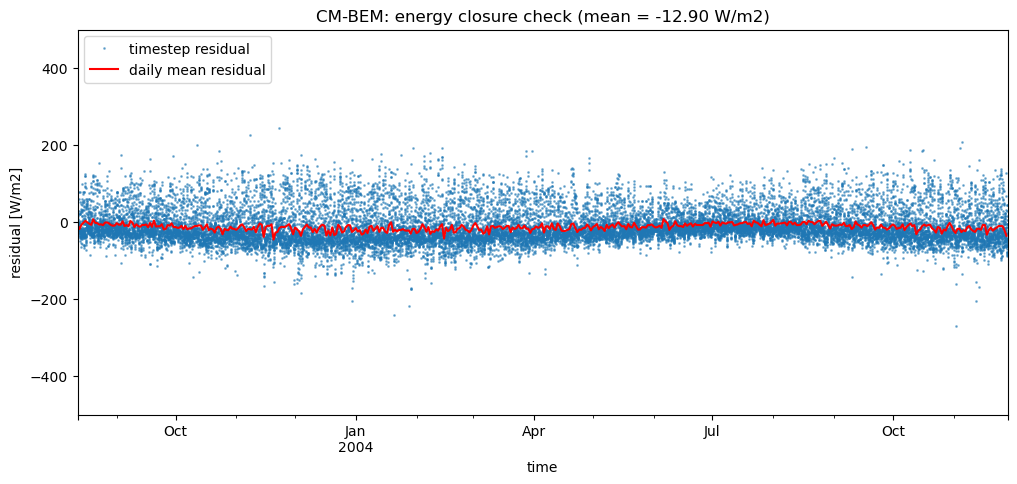 CM-BEM: energy closure check (mean = -12.90 W/m2)
timestep residual
daily mean residual
residual [W/m2]
400
200
0
−200
−400
Oct
Jan
2004
Apr
Jul
Oct
time